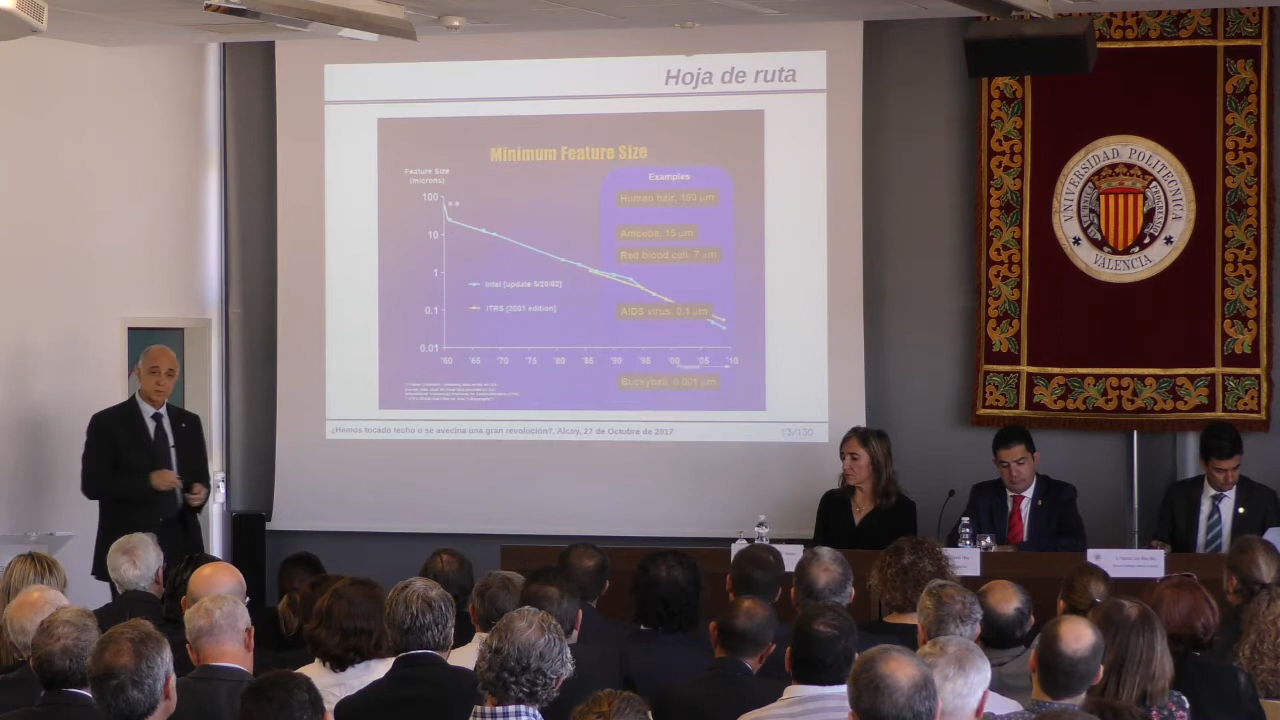 Hoja de ruta
Minimum Feature Size
Feature Size
(microns)
100
10
1
0.1
0.01
'60 '65 '70 '75 '80 '85 '90 '95 '00 '05 '10
Intel [update 5/20/02]
ITRS [2001 edition]
Examples
Human hair, 100 µm
Amoeba, 15 µm
Red blood cell, 7 µm
AIDS virus, 0.1 µm
Buckyball, 0.001 µm
¿Hemos tocado techo o se avecina una gran revolución?, Alcoy, 27 de Octubre de 2017
13/130
VNIVERSIDAD POLITECNICA
VALENCIA